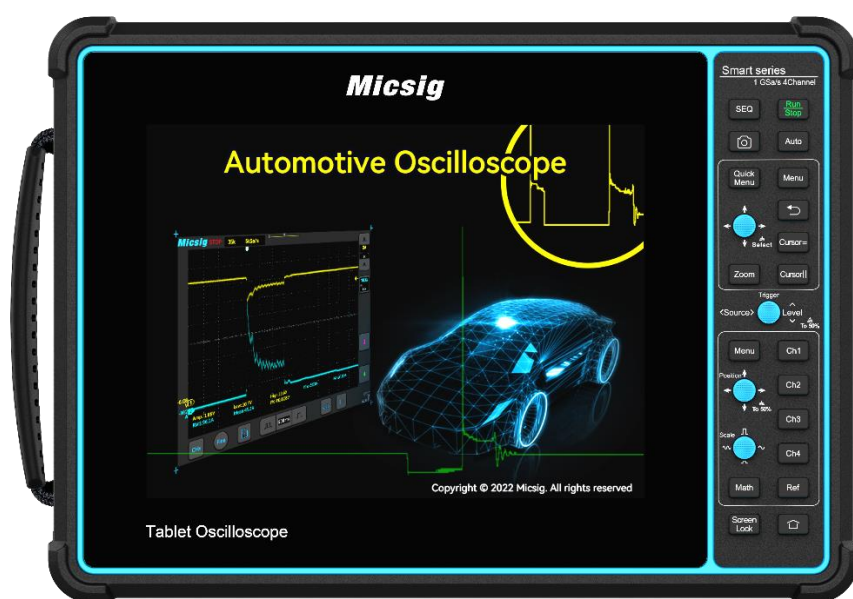 Micsig
Automotive Oscilloscope
Micsig STOP
Copyright © 2022 Micsig. All rights reserved
Tablet Oscilloscope
Smart series
1 GSa/s 4Channel
SEQ
Run
Stop
Auto
Quick
Menu
Menu
Select
Cursor=
Zoom
Cursor||
Trigger
<Source>
Level
To 50%
Menu
Ch1
Position
To 50%
Ch2
Ch3
Scale
Ch4
Math
Ref
Screen
Lock